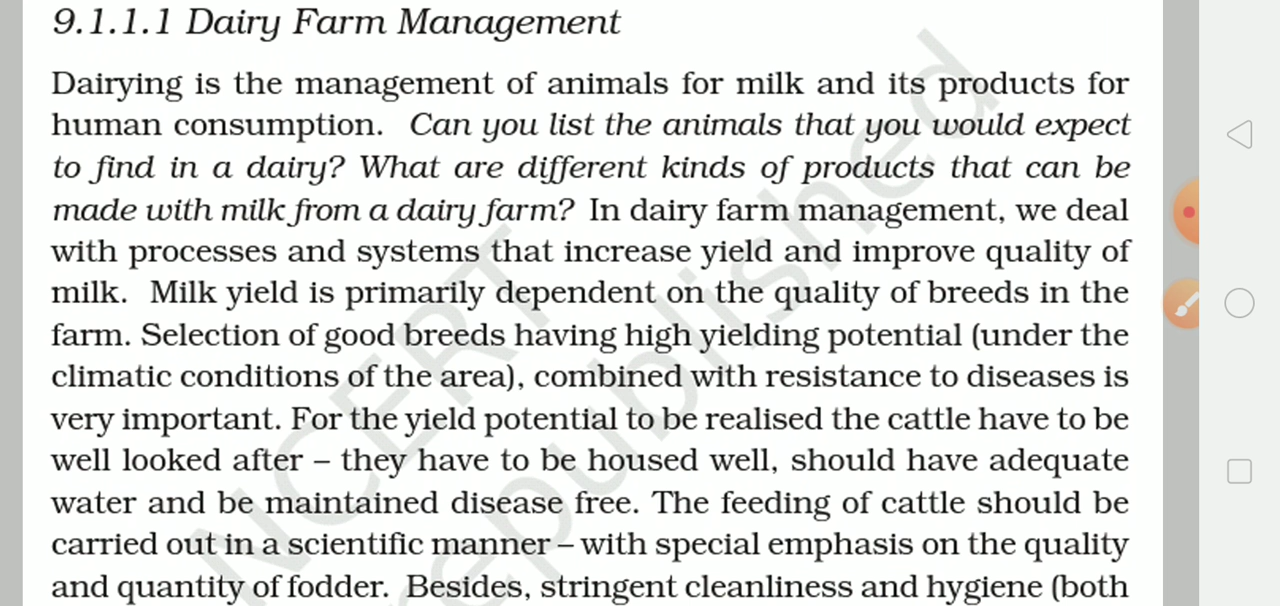 9.1.1.1 Dairy Farm Management
Dairying is the management of animals for milk and its products for
human consumption. Can you list the animals that you would expect
to find in a dairy? What are different kinds of products that can be
made with milk from a dairy farm? In dairy farm management, we deal
with processes and systems that increase yield and improve quality of
milk. Milk yield is primarily dependent on the quality of breeds in the
farm. Selection of good breeds having high yielding potential (under the
climatic conditions of the area), combined with resistance to diseases is
very important. For the yield potential to be realised the cattle have to be
well looked after – they have to be housed well, should have adequate
water and be maintained disease free. The feeding of cattle should be
carried out in a scientific manner – with special emphasis on the quality
and quantity of fodder. Besides, stringent cleanliness and hygiene (both
NCERT
republished